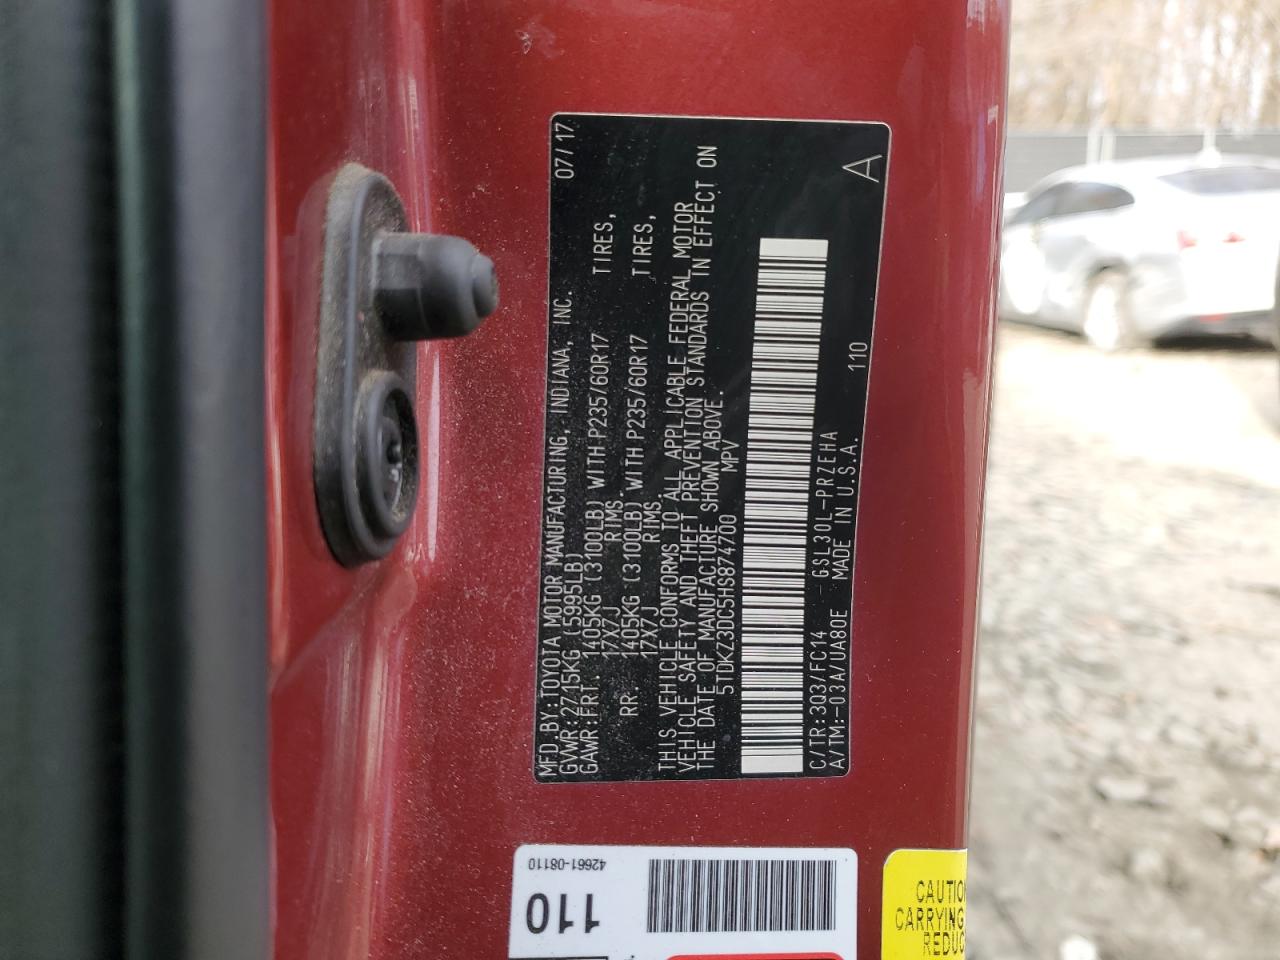 MFD.BY:TOYOTA MOTOR MANUFACTURING, INDIANA, INC. 07/17
GVWR:2715KG (5995LB)
GAWR:FRT. 1405KG (3100LB) WITH P235/60R17 TIRES,
17X7J RIMS.
RR. 1405KG (3100LB) WITH P235/60R17 TIRES,
17X7J RIMS.
THIS VEHICLE CONFORMS TO ALL APPLICABLE FEDERAL MOTOR
VEHICLE SAFETY AND THEFT PREVENTION STANDARDS IN EFFECT ON
THE DATE OF MANUFACTURE SHOWN ABOVE.
5TDKZ3DC5HS874700 MPV
C/TR:3Q3/FC14 GSL30L-PRZEHA
A/TM:-03A/UA80E MADE IN U.S.A. 110
A
42661-08110
110
CAUTION
CARRYING